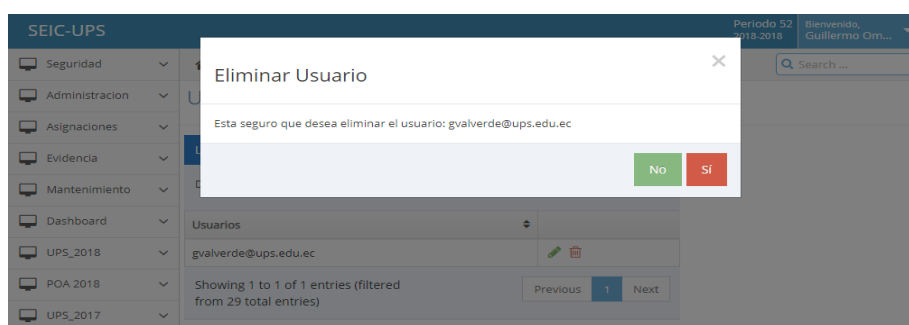 SEIC-UPS
Periodo 52
2018-2018
Bienvenido,
Guillermo Om...
Seguridad
Administracion
Asignaciones
Evidencia
Mantenimiento
Dashboard
UPS_2018
POA 2018
UPS_2017
Search ...
U
Eliminar Usuario
×
Esta seguro que desea eliminar el usuario: gvalverde@ups.edu.ec
No
Sí
Usuarios
gvalverde@ups.edu.ec
Showing 1 to 1 of 1 entries (filtered
from 29 total entries)
Previous
1
Next